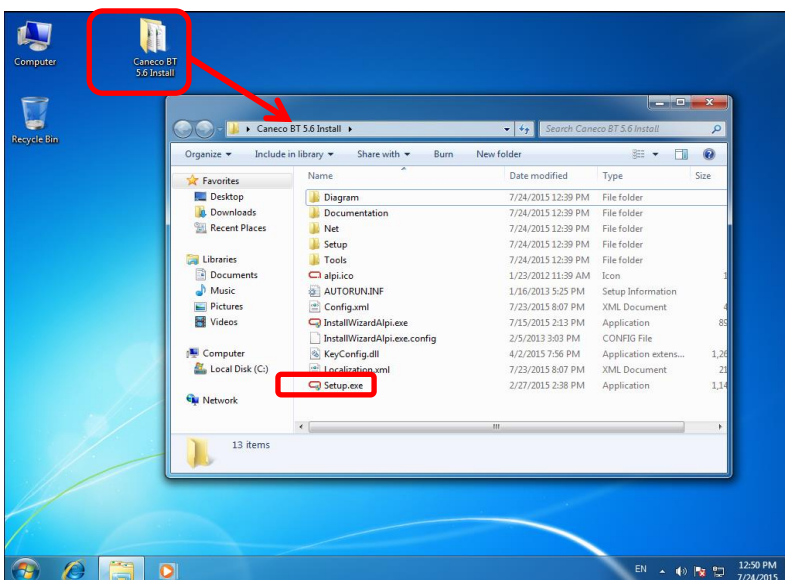 Computer
Caneco BT
5.6 Install
Recycle Bin
Caneco BT 5.6 Install
Search Caneco BT 5.6 Install
Organize Include in library Share with Burn New folder
Name Date modified Type Size
Favorites
Desktop
Downloads
Recent Places
Libraries
Documents
Music
Pictures
Videos
Computer
Local Disk (C:)
Network
Diagram 7/24/2015 12:39 PM File folder
Documentation 7/24/2015 12:39 PM File folder
Net 7/24/2015 12:39 PM File folder
Setup 7/24/2015 12:39 PM File folder
Tools 7/24/2015 12:39 PM File folder
alpi.ico 1/23/2012 11:39 AM Icon 1
AUTORUN.INF 1/16/2013 5:25 PM Setup Information
Config.xml 7/23/2015 8:07 PM XML Document 4
InstallWizardAlpi.exe 7/15/2015 2:13 PM Application 89
InstallWizardAlpi.exe.config 2/5/2013 3:03 PM CONFIG File
KeyConfig.dll 4/2/2015 7:56 PM Application extens... 1,26
Localization.xml 7/23/2015 8:07 PM XML Document 21
Setup.exe 2/27/2015 2:38 PM Application 1,14
13 items
EN
12:50 PM
7/24/2015